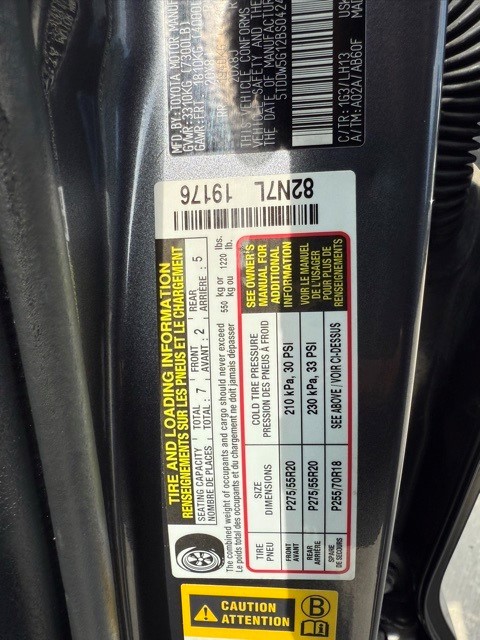 MFD.BY:TOYOTA MOTOR MANUF
GVWR:3310KG (7300LB)
THIS VEHICLE CONFORMS
VEHICLE SAFETY AND THE
DATE OF MANUFACTURE
C/TR:1G3/LH13
A/TM:A02A/AB60F
82N7L 19176
TIRE AND LOADING INFORMATION
RENSEIGNEMENTS SUR LES PNEUS ET LE CHARGEMENT
SEATING CAPACITY TOTAL : 7 FRONT 2 REAR 5
NOMBRE DE PLACES TOTAL : AVANT : ARRIÈRE :
The combined weight of occupants and cargo should never exceed 550 kg or 1220 lbs.
Le poids total des occupants et du chargement ne doit jamais dépasser kg ou lb.
TIRE SIZE COLD TIRE PRESSURE SEE OWNER'S MANUAL FOR ADDITIONAL INFORMATION
PNEU DIMENSIONS PRESSION DES PNEUS À FROID
FRONT AVANT P275/55R20 210 kPa, 30 PSI
REAR ARRIÈRE P275/55R20 230 kPa, 33 PSI
SPARE DE SECOURS P255/70R18 SEE ABOVE / VOIR CI-DESSUS
VOIR LE MANUEL DE L'USAGER POUR PLUS DE RENSEIGNEMENTS
CAUTION
ATTENTION
B